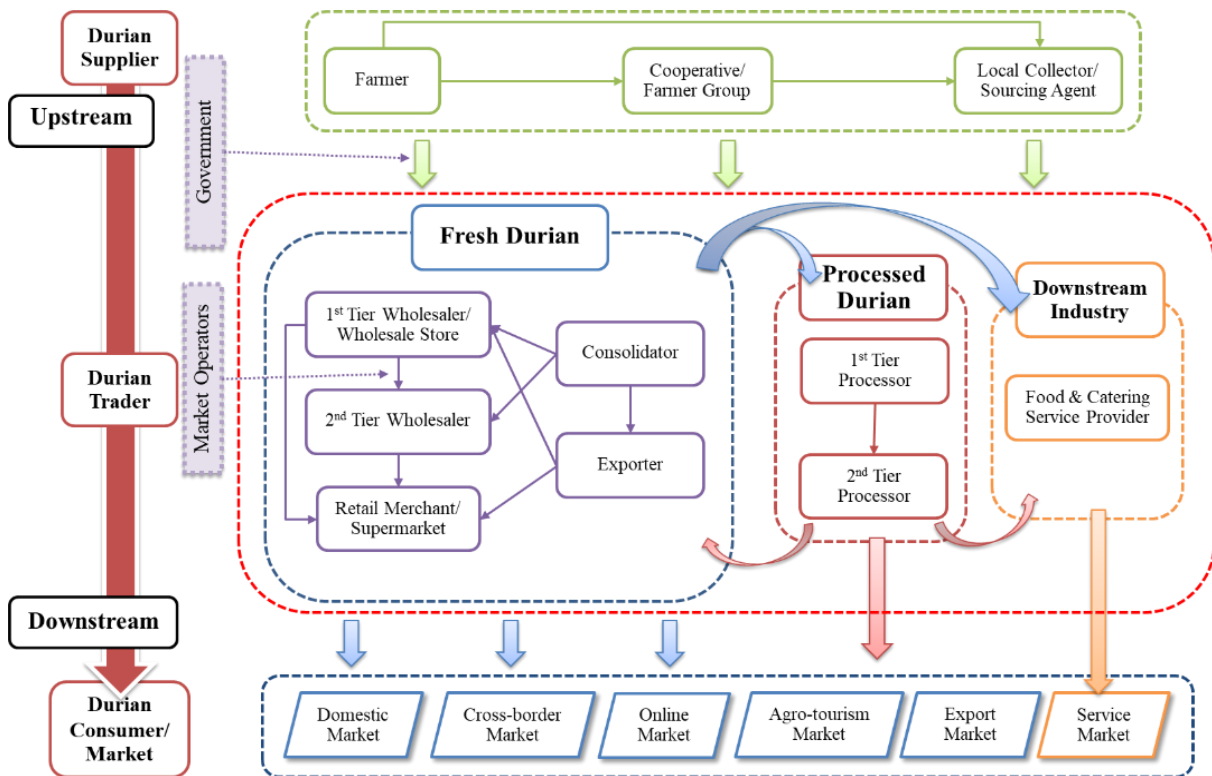 Durian
Supplier
Upstream
Government
Farmer
Cooperative/
Farmer Group
Local Collector/
Sourcing Agent
Fresh Durian
Processed
Durian
Downstream
Industry
Durian
Trader
Market Operators
1st Tier Wholesaler/
Wholesale Store
Consolidator
2nd Tier Wholesaler
Exporter
Retail Merchant/
Supermarket
1st Tier
Processor
2nd Tier
Processor
Food & Catering
Service Provider
Downstream
Durian
Consumer/
Market
Domestic
Market
Cross-border
Market
Online
Market
Agro-tourism
Market
Export
Market
Service
Market